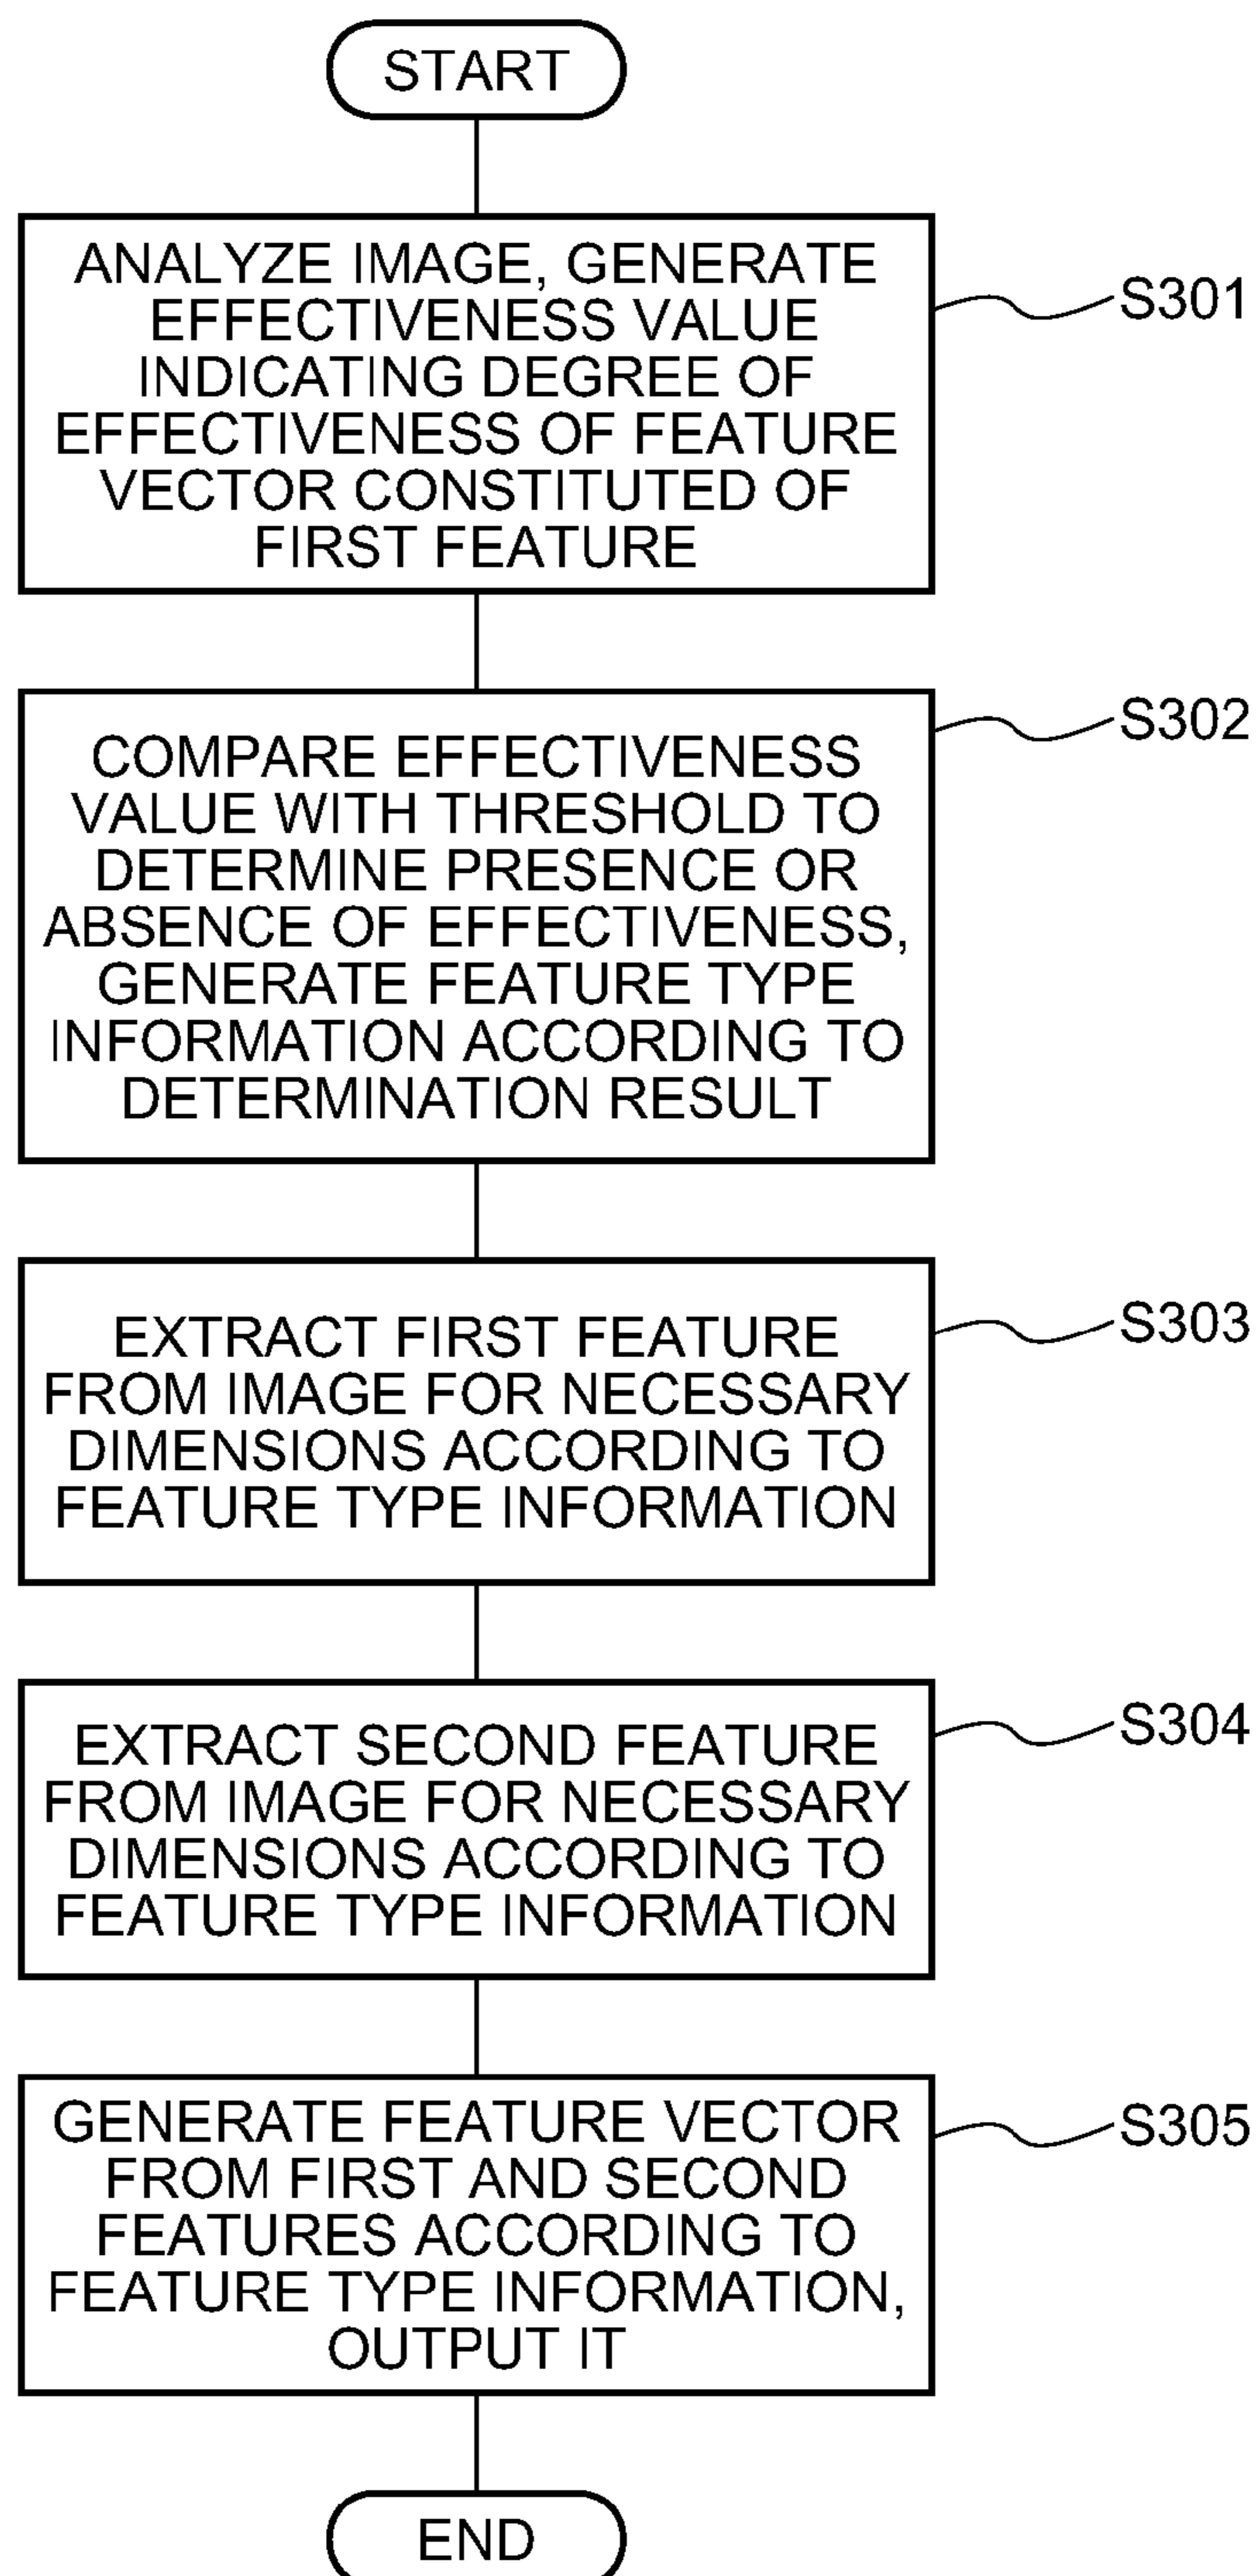 START
ANALYZE IMAGE, GENERATE
EFFECTIVENESS VALUE
INDICATING DEGREE OF
EFFECTIVENESS OF FEATURE
VECTOR CONSTITUTED OF
FIRST FEATURE
S301
COMPARE EFFECTIVENESS
VALUE WITH THRESHOLD TO
DETERMINE PRESENCE OR
ABSENCE OF EFFECTIVENESS,
GENERATE FEATURE TYPE
INFORMATION ACCORDING TO
DETERMINATION RESULT
S302
EXTRACT FIRST FEATURE
FROM IMAGE FOR NECESSARY
DIMENSIONS ACCORDING TO
FEATURE TYPE INFORMATION
S303
EXTRACT SECOND FEATURE
FROM IMAGE FOR NECESSARY
DIMENSIONS ACCORDING TO
FEATURE TYPE INFORMATION
S304
GENERATE FEATURE VECTOR
FROM FIRST AND SECOND
FEATURES ACCORDING TO
FEATURE TYPE INFORMATION,
OUTPUT IT
S305
END